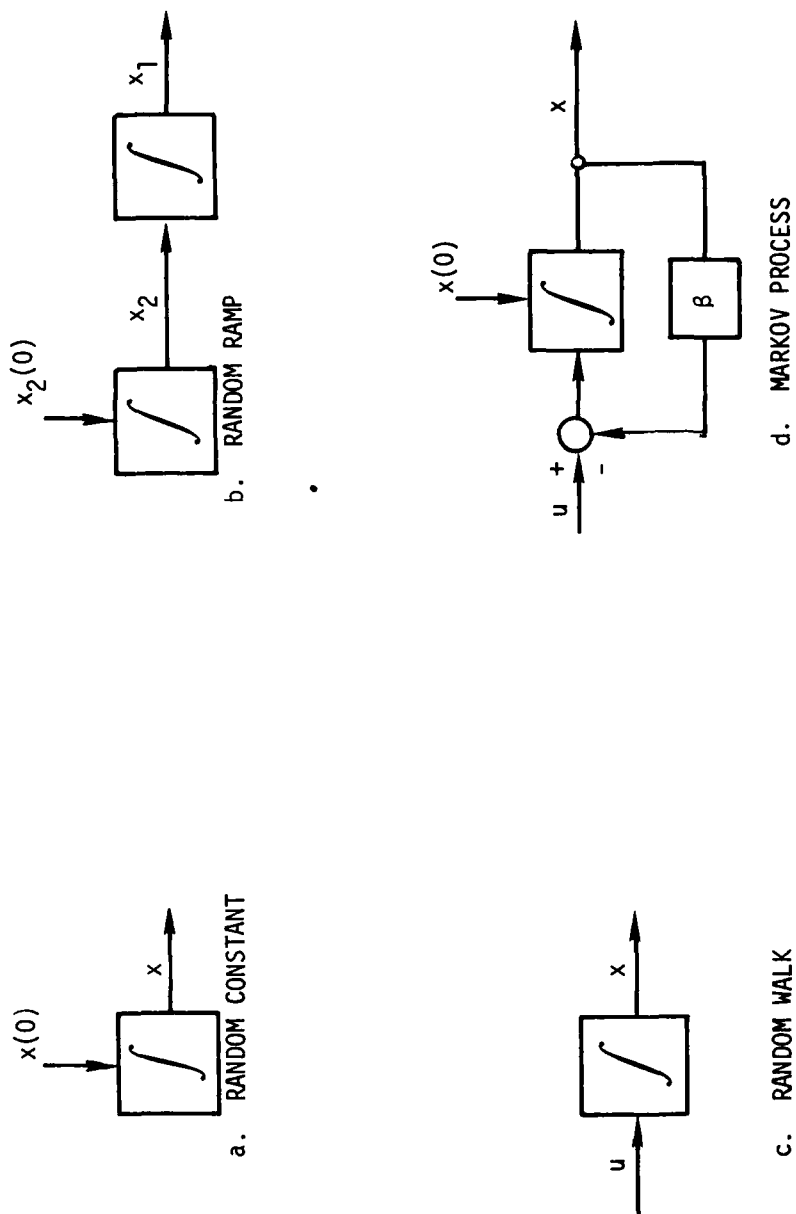 x(0)
x
a. RANDOM CONSTANT
x₂(0)
x₂
x₁
b. RANDOM RAMP
u
x
c. RANDOM WALK
x(0)
u
+
-
x
β
d. MARKOV PROCESS